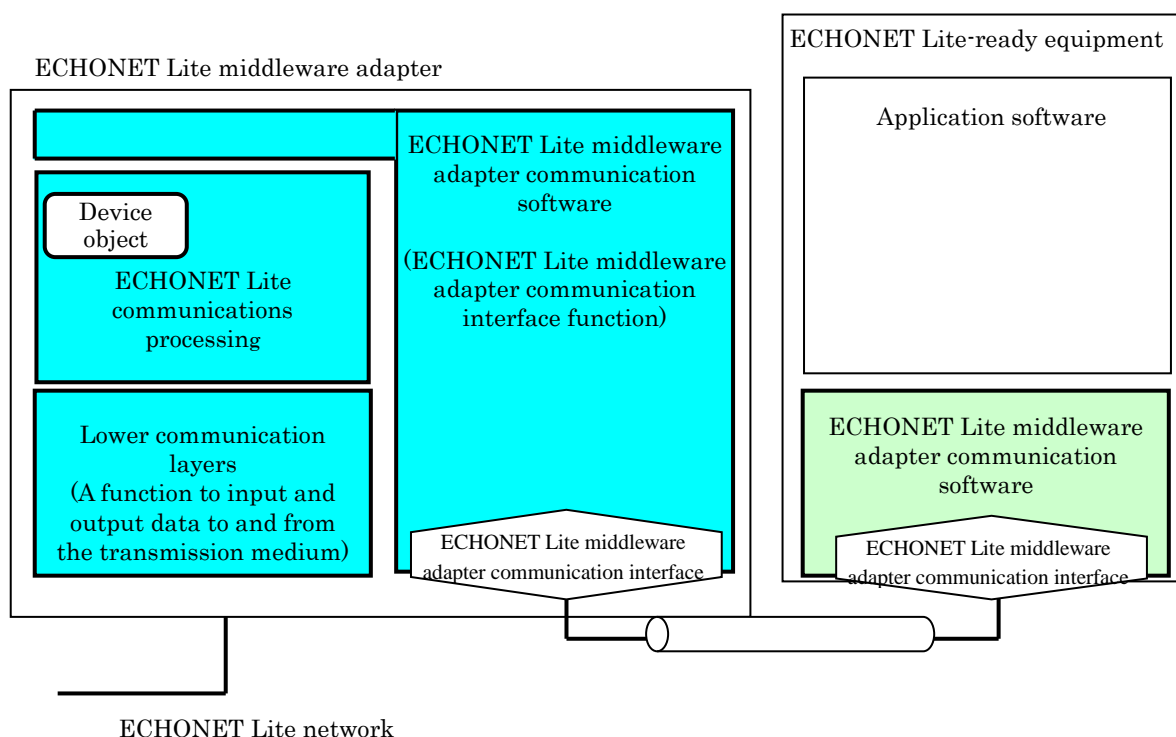 ECHONET Lite middleware adapter
ECHONET Lite middleware
adapter communication
software
(ECHONET Lite middleware
adapter communication
interface function)
Device
object
ECHONET Lite
communications
processing
Lower communication
layers
(A function to input and
output data to and from
the transmission medium)
ECHONET Lite middleware
adapter communication interface
ECHONET Lite-ready equipment
Application software
ECHONET Lite middleware
adapter communication
software
ECHONET Lite middleware
adapter communication interface
ECHONET Lite network